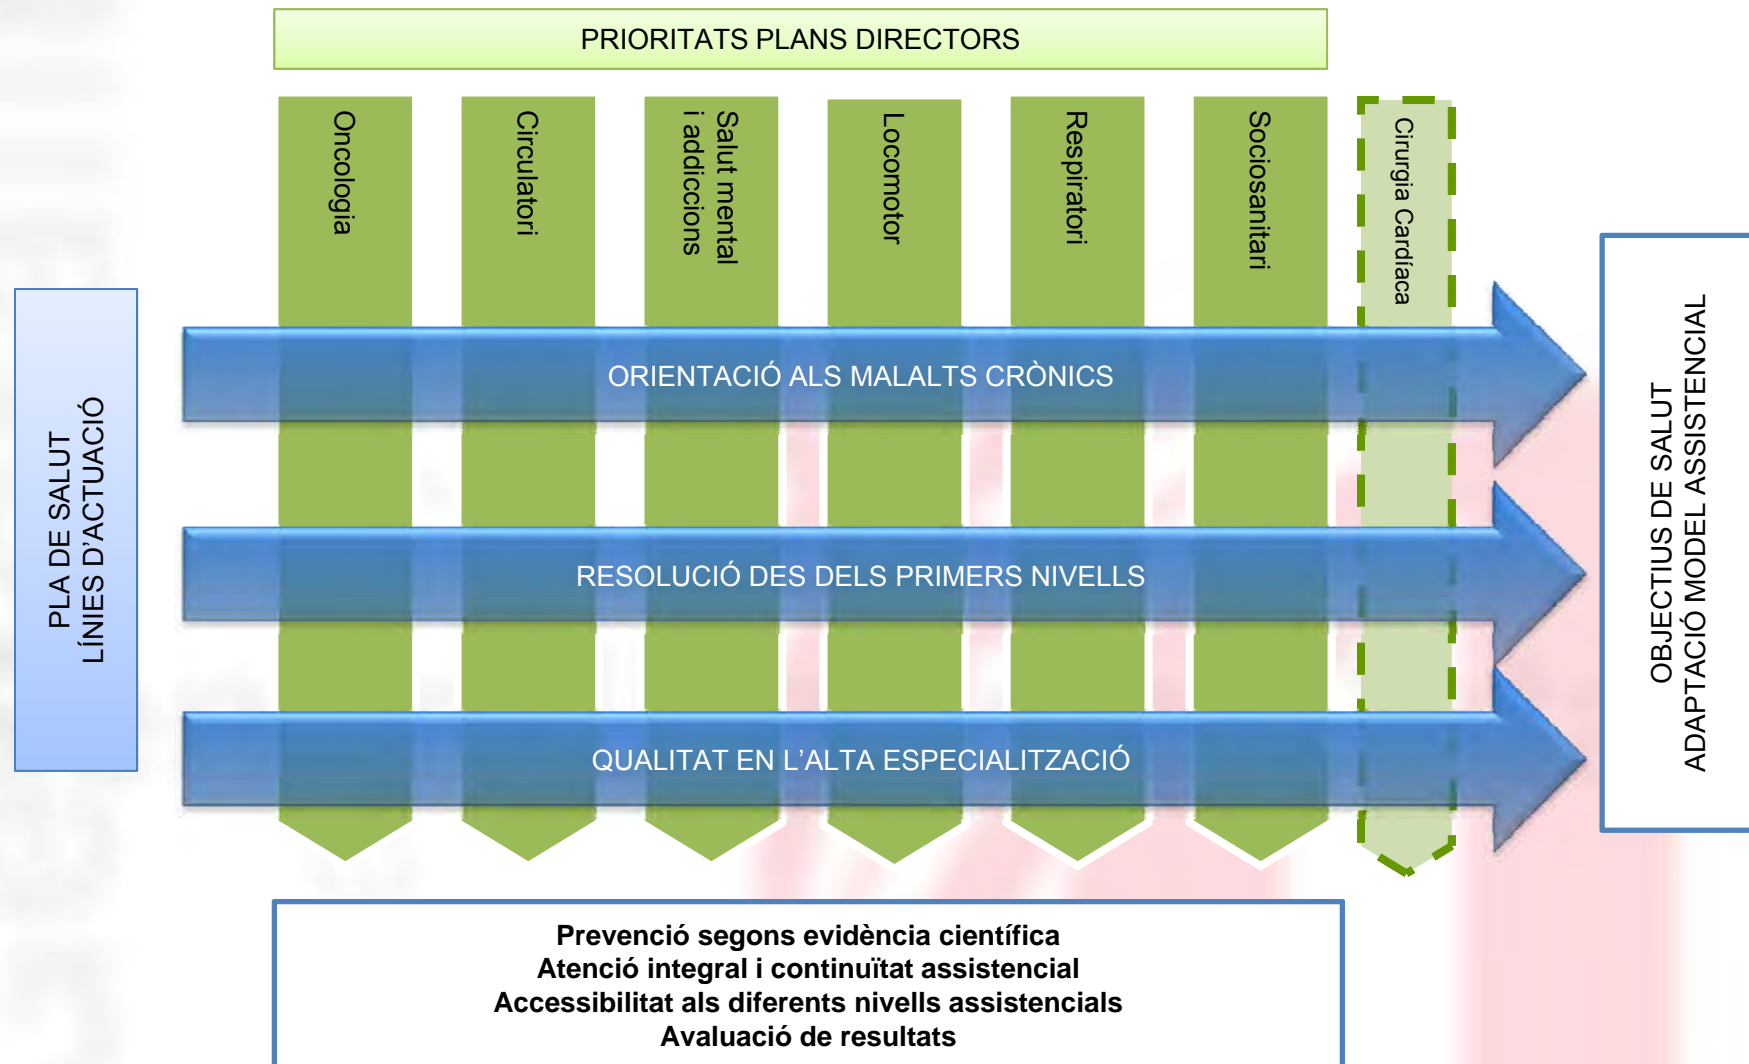 PRIORITATS PLANS DIRECTORS
Oncologia
Circulatori
Salut mental
i addiccions
Locomotor
Respiratori
Sociosanitari
Cirurgia Cardíaca
PLA DE SALUT
LÍNIES D'ACTUACIÓ
ORIENTACIÓ ALS MALALTS CRÒNICS
RESOLUCIÓ DES DELS PRIMERS NIVELLS
QUALITAT EN L'ALTA ESPECIALITZACIÓ
OBJECTIUS DE SALUT
ADAPTACIÓ MODEL ASSISTENCIAL
Prevenció segons evidència científica
Atenció integral i continuïtat assistencial
Accessibilitat als diferents nivells assistencials
Avaluació de resultats